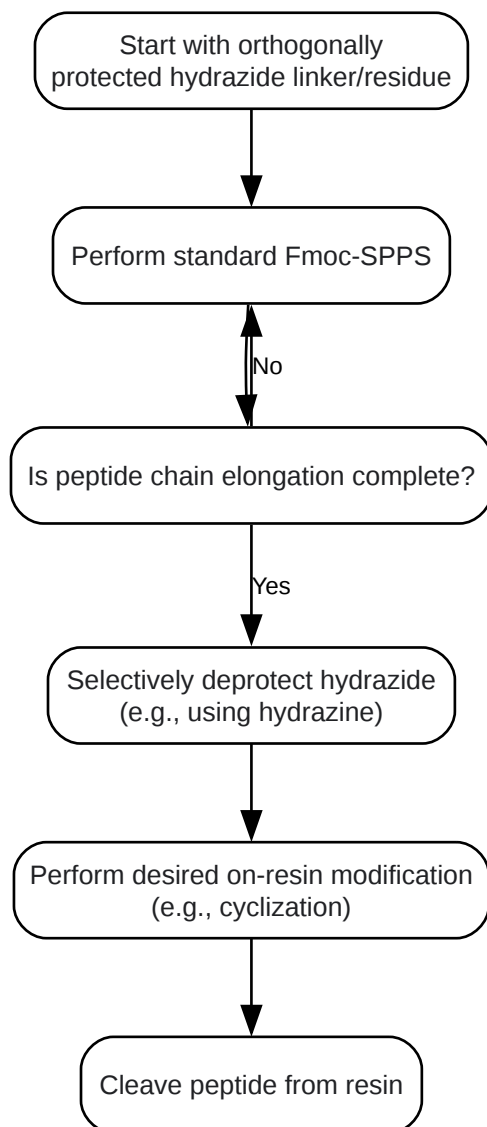 Start with orthogonally
protected hydrazide linker/residue
Perform standard Fmoc-SPPS
No
Is peptide chain elongation complete?
Yes
Selectively deprotect hydrazide
(e.g., using hydrazine)
Perform desired on-resin modification
(e.g., cyclization)
Cleave peptide from resin